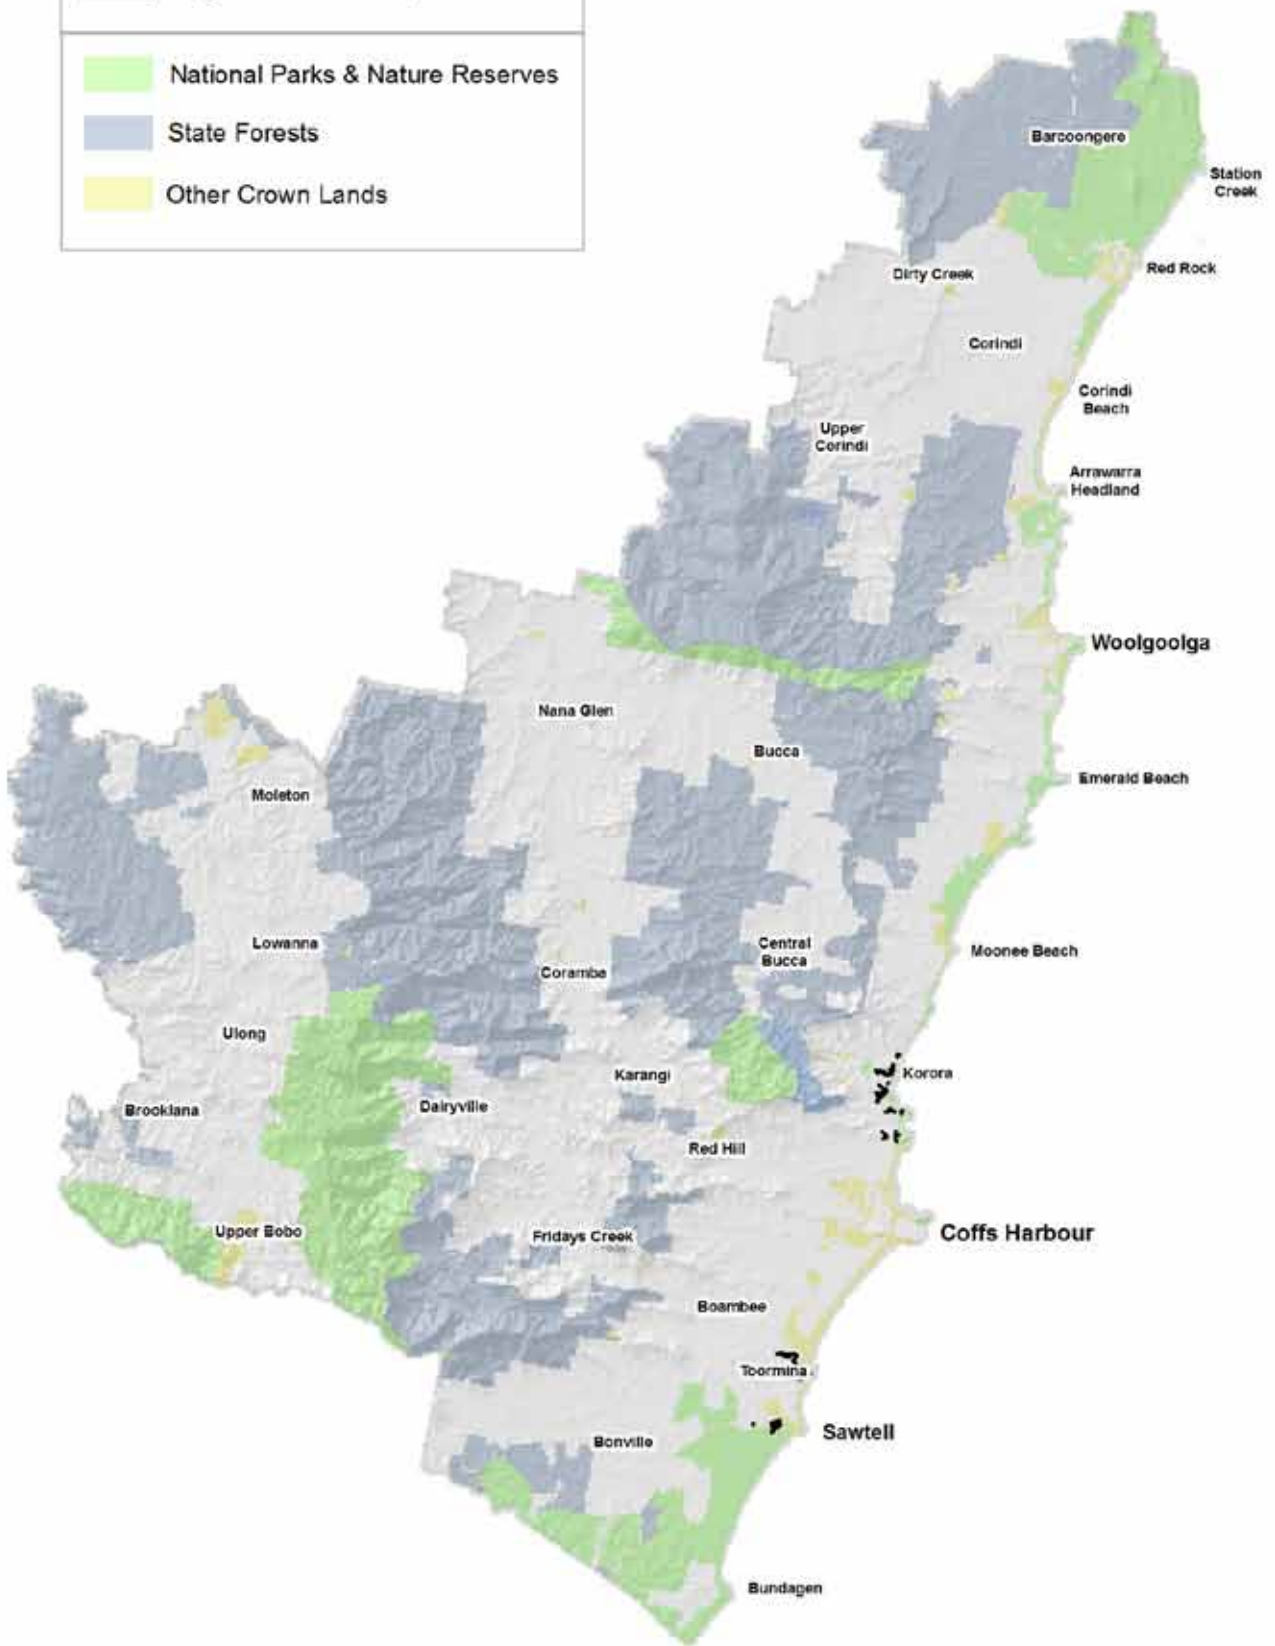 National Parks & Nature Reserves
State Forests
Other Crown Lands
Barcoongere
Station
Creek
Red Rock
Dirty Creek
Corindi
Corindi
Beach
Upper
Corindi
Arrawarra
Headland
Woolgoolga
Nana Glen
Bucca
Emerald Beach
Moleton
Lowanna
Central
Bucca
Moonee Beach
Coramba
Ulong
Karangi
Korora
Brooklana
Dairyville
Red Hill
Upper Bobo
Fridays Creek
Coffs Harbour
Boambee
Toormina
Sawtell
Bonville
Bundagen